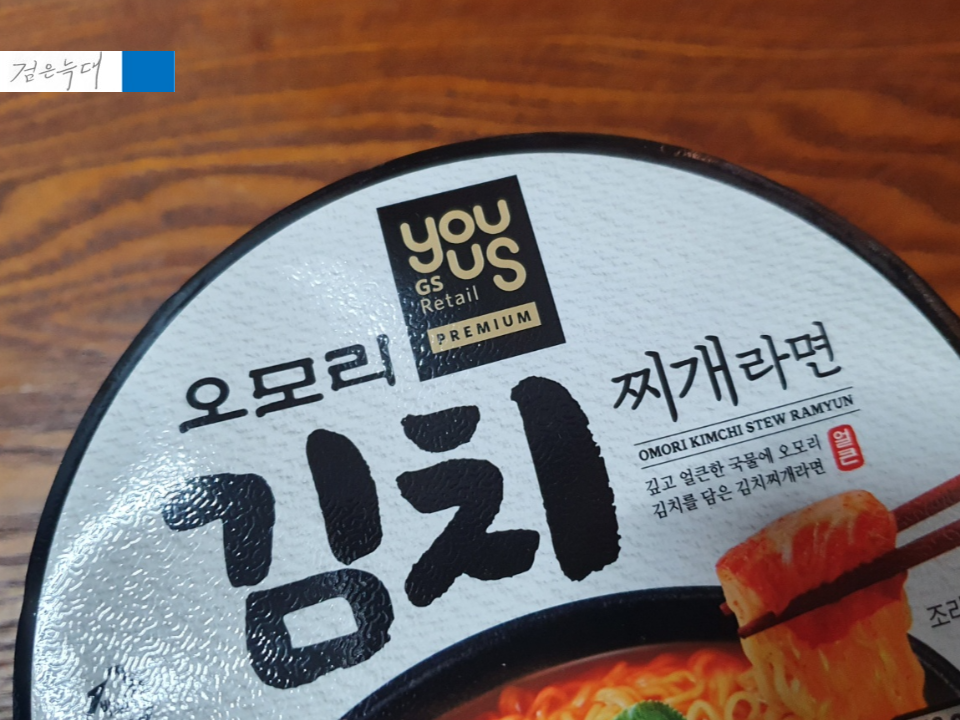 검은늑대
you
us
GS
Retail
PREMIUM
오모리
김치
찌개라면
OMORI KIMCHI STEW RAMYUN
깊고 얼큰한 국물에 오모리
김치를 담은 김치찌개라면
얼큰
조리